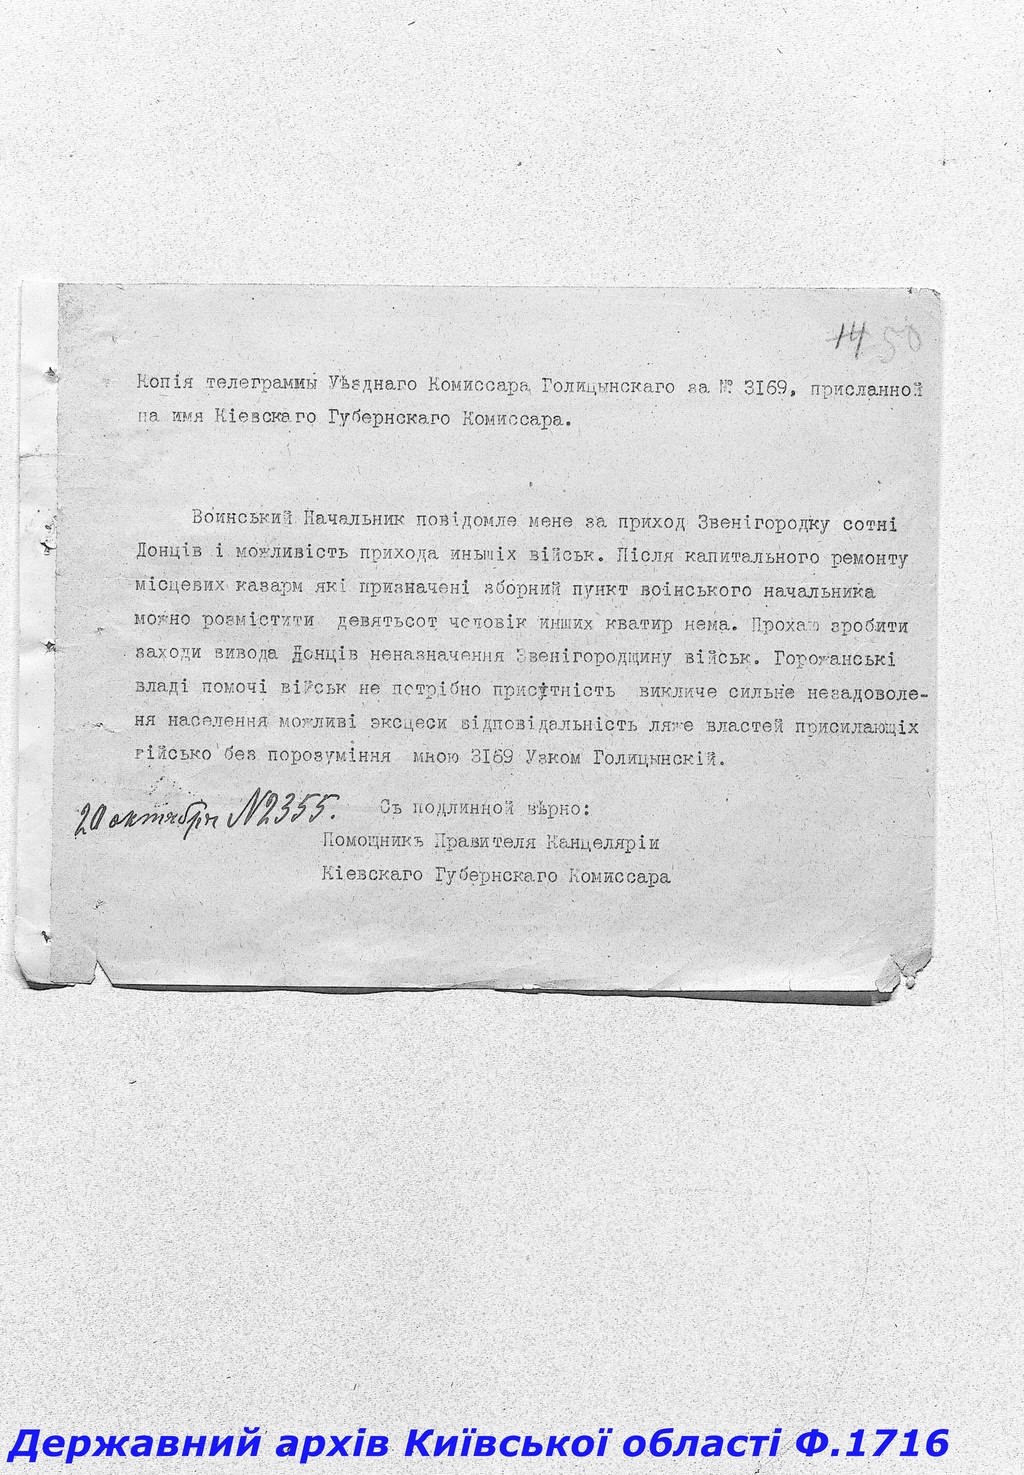 14 50
Копія телеграммы Уѣзднаго Комиссара Голицынскаго за № 3I69, присланной
на имя Кіевскаго Губернскаго Комиссара.
Воинський Начальник повідомле мене за приход Звенігородку сотні
Донців і можливість прихода иньших військ. Після капитального ремонту
місцевих казарм які призначені зборний пункт воінського начальника
можно розмістити девятьсот чоловік инших кватир нема. Прохаю зробити
заходи вивода Донців неназначення Звенігородщину військ. Горожанські
владі помочі військ не потрібно присутність викличе сильне незадоволе-
ня населення можливі эксцеси відповідальність ляже властей присилающіх
військо без порозуміння мною 3I69 Узком Голицынскій.
20 октября №2355. Съ подлинной вѣрно:
Помощникъ Правителя Канцеляріи
Кіевскаго Губернскаго Комиссара
Державний архів Київської області Ф.1716